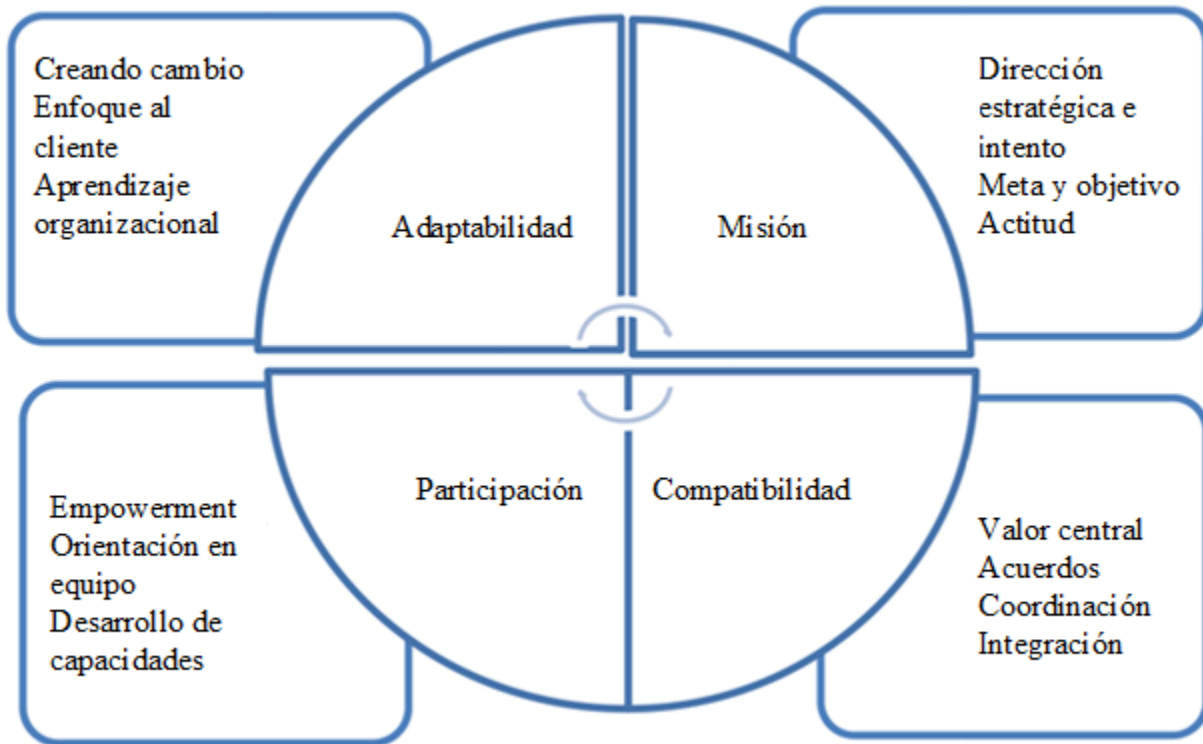 Creando cambio
Enfoque al
cliente
Aprendizaje
organizacional
Adaptabilidad
Misión
Dirección
estratégica e
intento
Meta y objetivo
Actitud
Empowerment
Orientación en
equipo
Desarrollo de
capacidades
Participación
Compatibilidad
Valor central
Acuerdos
Coordinación
Integración